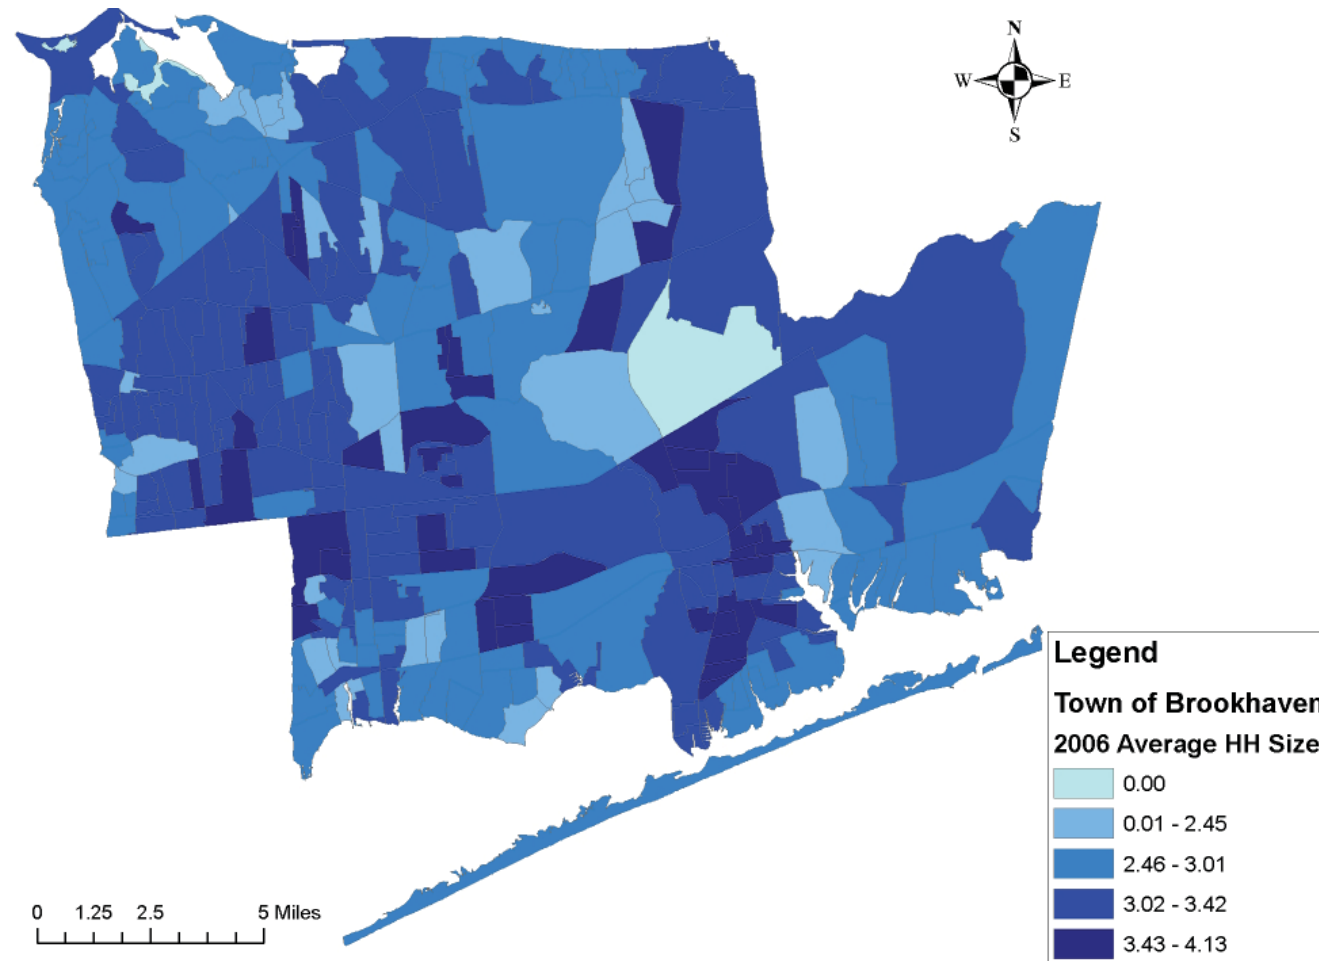 N
W E
S
Legend
Town of Brookhaven
2006 Average HH Size
0.00
0.01 - 2.45
2.46 - 3.01
3.02 - 3.42
3.43 - 4.13
0 1.25 2.5 5 Miles